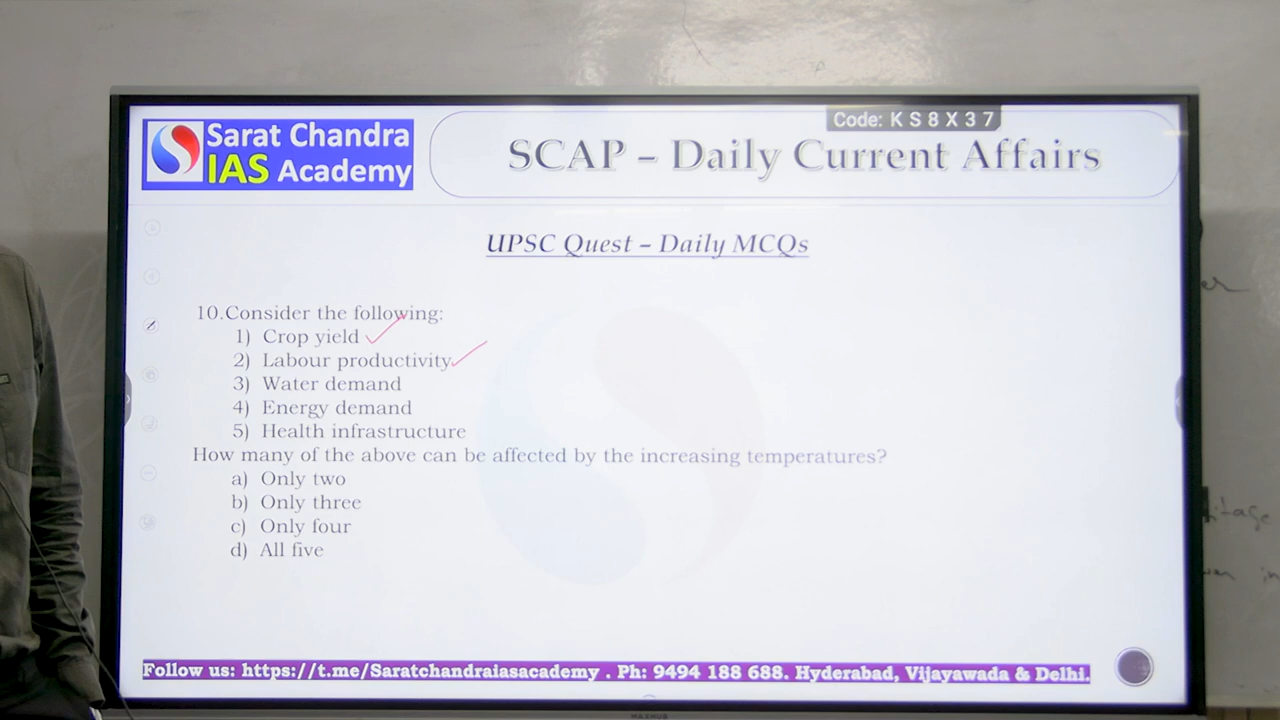 Code: K S 8 X 3 7
Sarat Chandra
IAS Academy
SCAP – Daily Current Affairs
UPSC Quest – Daily MCQs
10.Consider the following:
1) Crop yield
2) Labour productivity
3) Water demand
4) Energy demand
5) Health infrastructure
How many of the above can be affected by the increasing temperatures?
a) Only two
b) Only three
c) Only four
d) All five
Follow us: https://t.me/Saratchandraiasacademy . Ph: 9494 188 688. Hyderabad, Vijayawada & Delhi.